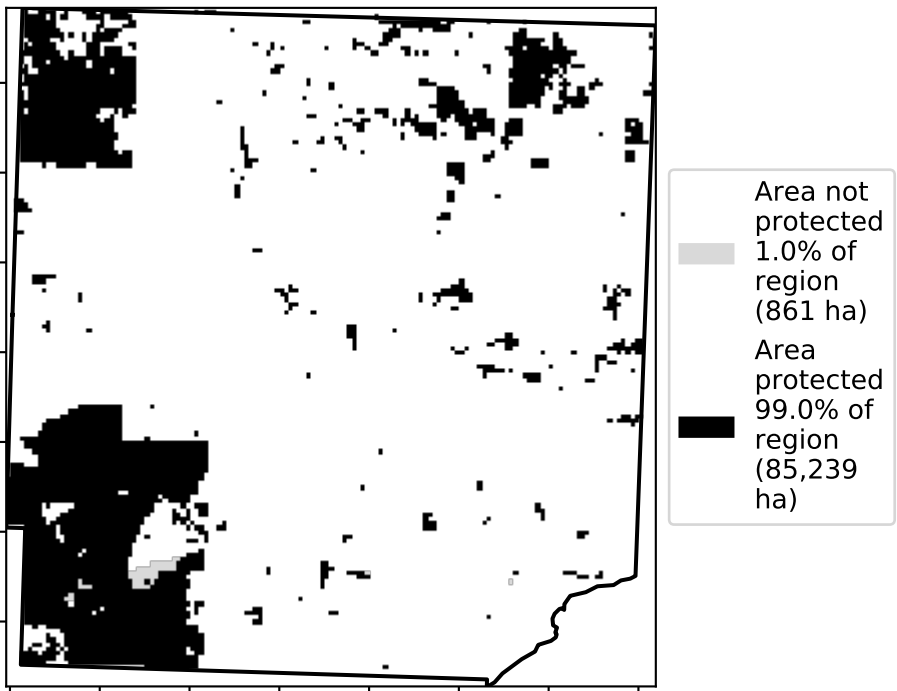 Area not
protected
1.0% of
region
(861 ha)
Area
protected
99.0% of
region
(85,239
ha)